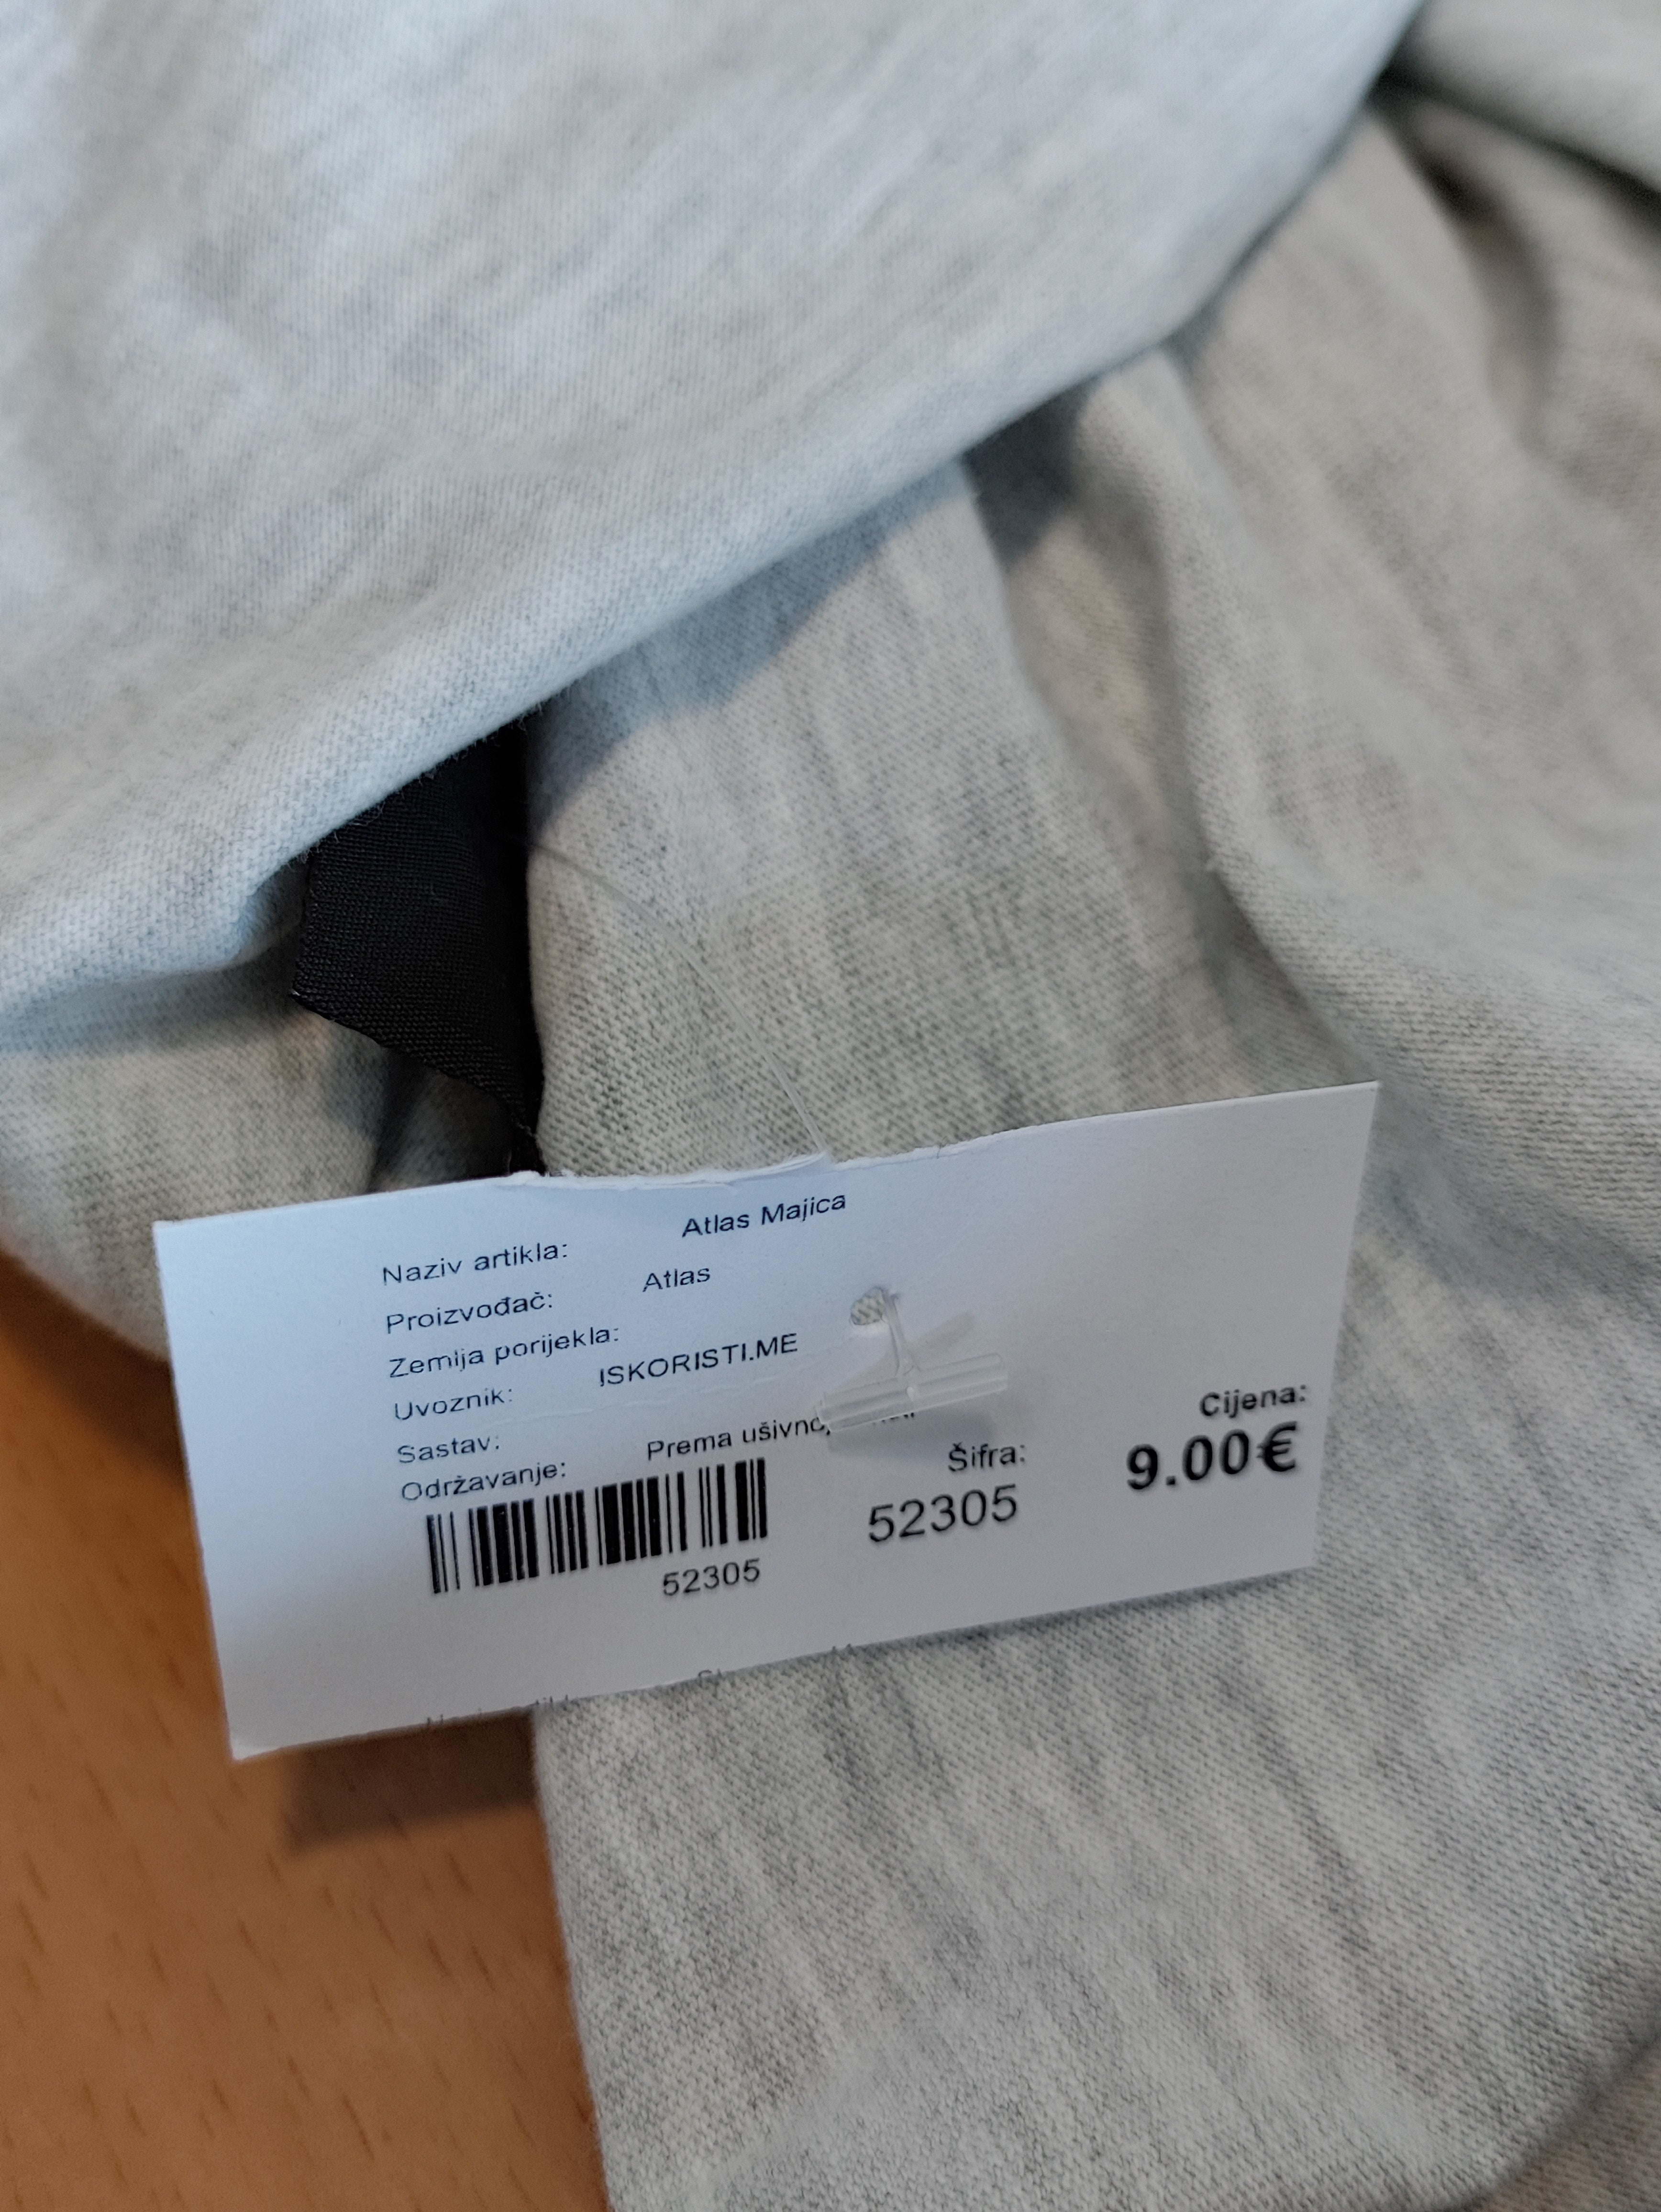 Naziv artikla: Atlas Majica
Proizvođač: Atlas
Zemlja porijekla:
Uvoznik: ISKORISTI.ME
Sastav:
Održavanje: Prema ušivnoj
52305
Šifra:
52305
Cijena:
9.00€